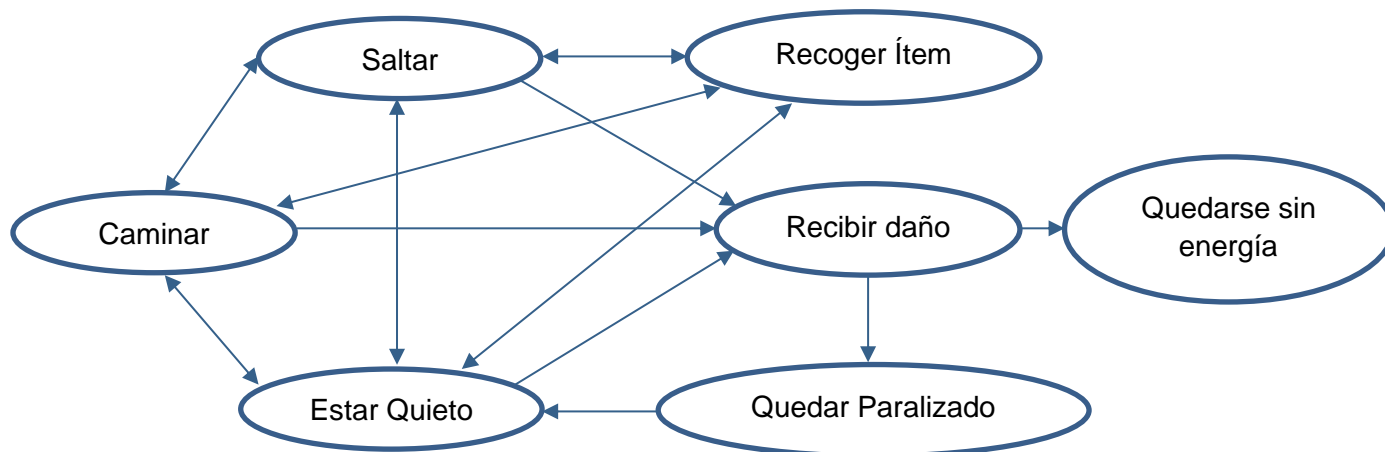 Saltar
Recoger Ítem
Caminar
Recibir daño
Quedarse sin
energía
Estar Quieto
Quedar Paralizado